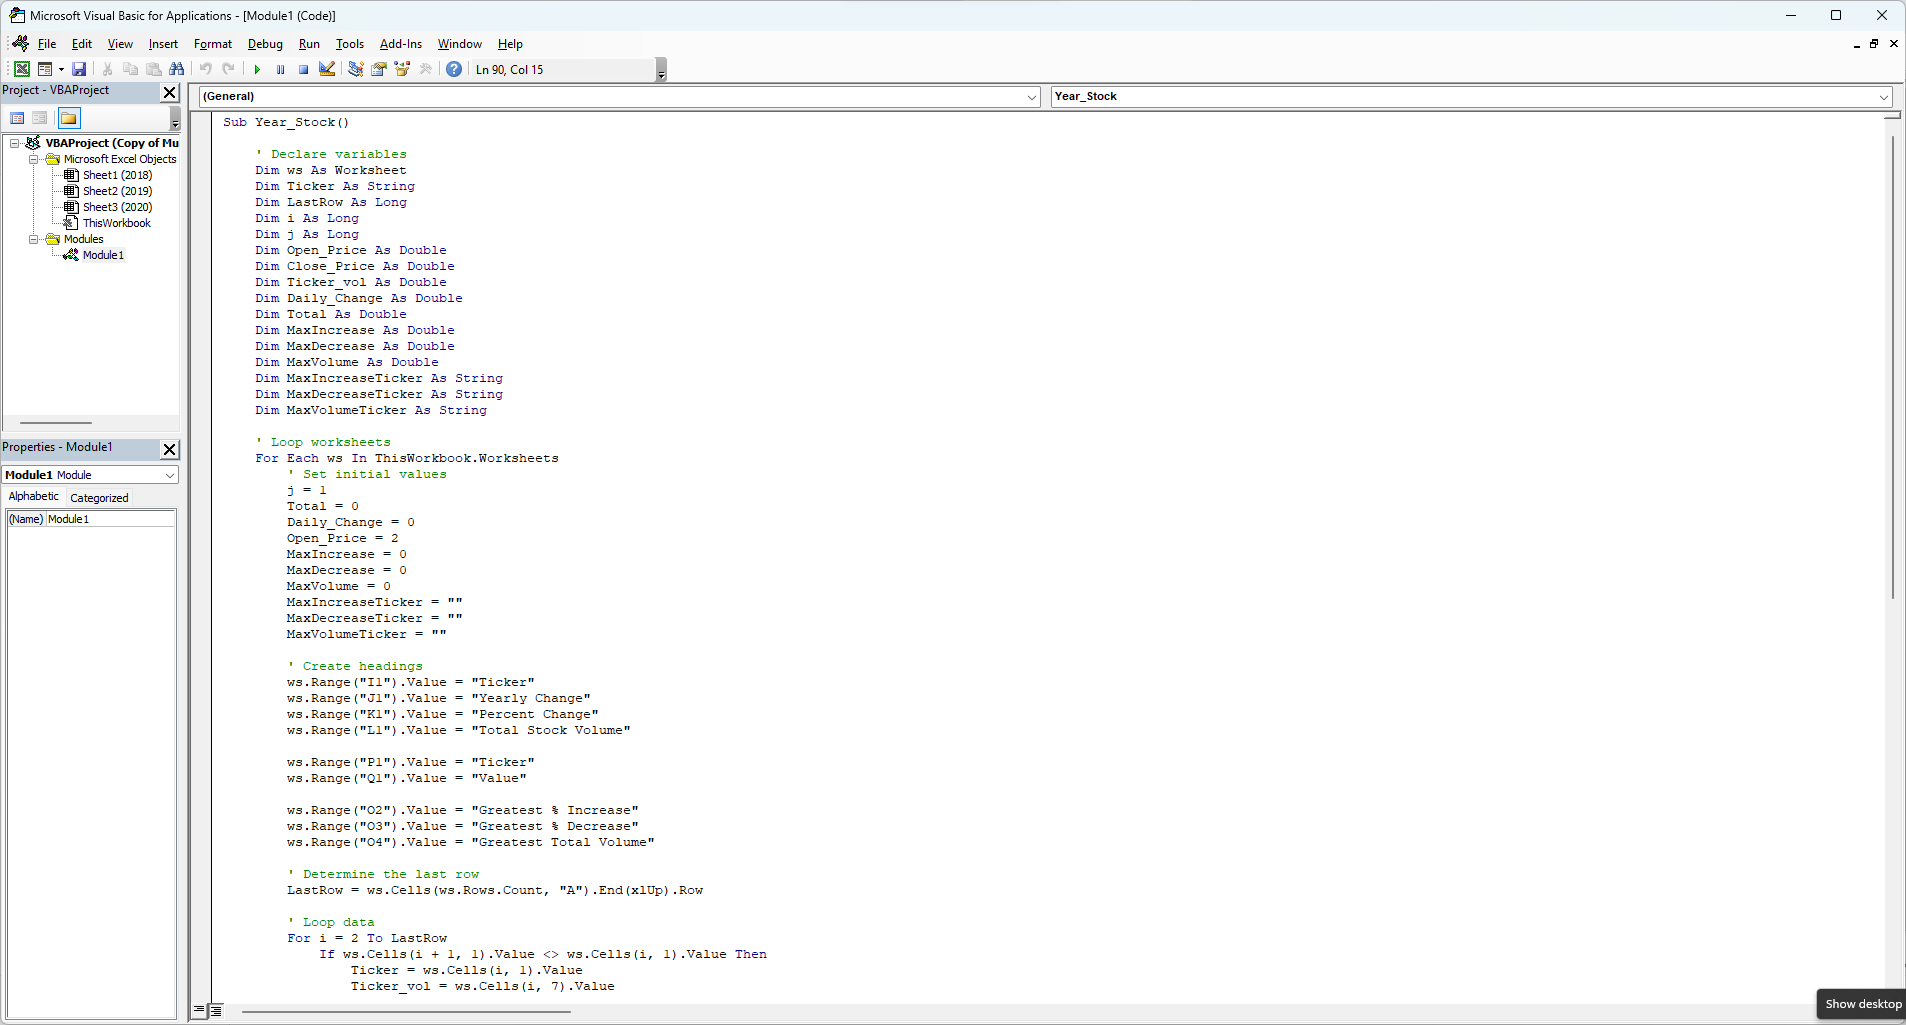 Microsoft Visual Basic for Applications - [Module1 (Code)]
File Edit View Insert Format Debug Run Tools Add-Ins Window Help
Ln 90, Col 15
Project - VBAProject
(General)
Year_Stock
VBAProject (Copy of Mu
Microsoft Excel Objects
Sheet1 (2018)
Sheet2 (2019)
Sheet3 (2020)
ThisWorkbook
Modules
Module1
Properties - Module1
Module1 Module
Alphabetic Categorized
(Name) Module1
Sub Year_Stock()
' Declare variables
Dim ws As Worksheet
Dim Ticker As String
Dim LastRow As Long
Dim i As Long
Dim j As Long
Dim Open_Price As Double
Dim Close_Price As Double
Dim Ticker_vol As Double
Dim Daily_Change As Double
Dim Total As Double
Dim MaxIncrease As Double
Dim MaxDecrease As Double
Dim MaxVolume As Double
Dim MaxIncreaseTicker As String
Dim MaxDecreaseTicker As String
Dim MaxVolumeTicker As String
' Loop worksheets
For Each ws In ThisWorkbook.Worksheets
' Set initial values
j = 1
Total = 0
Daily_Change = 0
Open_Price = 2
MaxIncrease = 0
MaxDecrease = 0
MaxVolume = 0
MaxIncreaseTicker = ""
MaxDecreaseTicker = ""
MaxVolumeTicker = ""
' Create headings
ws.Range("I1").Value = "Ticker"
ws.Range("J1").Value = "Yearly Change"
ws.Range("K1").Value = "Percent Change"
ws.Range("L1").Value = "Total Stock Volume"
ws.Range("P1").Value = "Ticker"
ws.Range("Q1").Value = "Value"
ws.Range("O2").Value = "Greatest % Increase"
ws.Range("O3").Value = "Greatest % Decrease"
ws.Range("O4").Value = "Greatest Total Volume"
' Determine the last row
LastRow = ws.Cells(ws.Rows.Count, "A").End(xlUp).Row
' Loop data
For i = 2 To LastRow
If ws.Cells(i + 1, 1).Value <> ws.Cells(i, 1).Value Then
Ticker = ws.Cells(i, 1).Value
Ticker_vol = ws.Cells(i, 7).Value
Show desktop